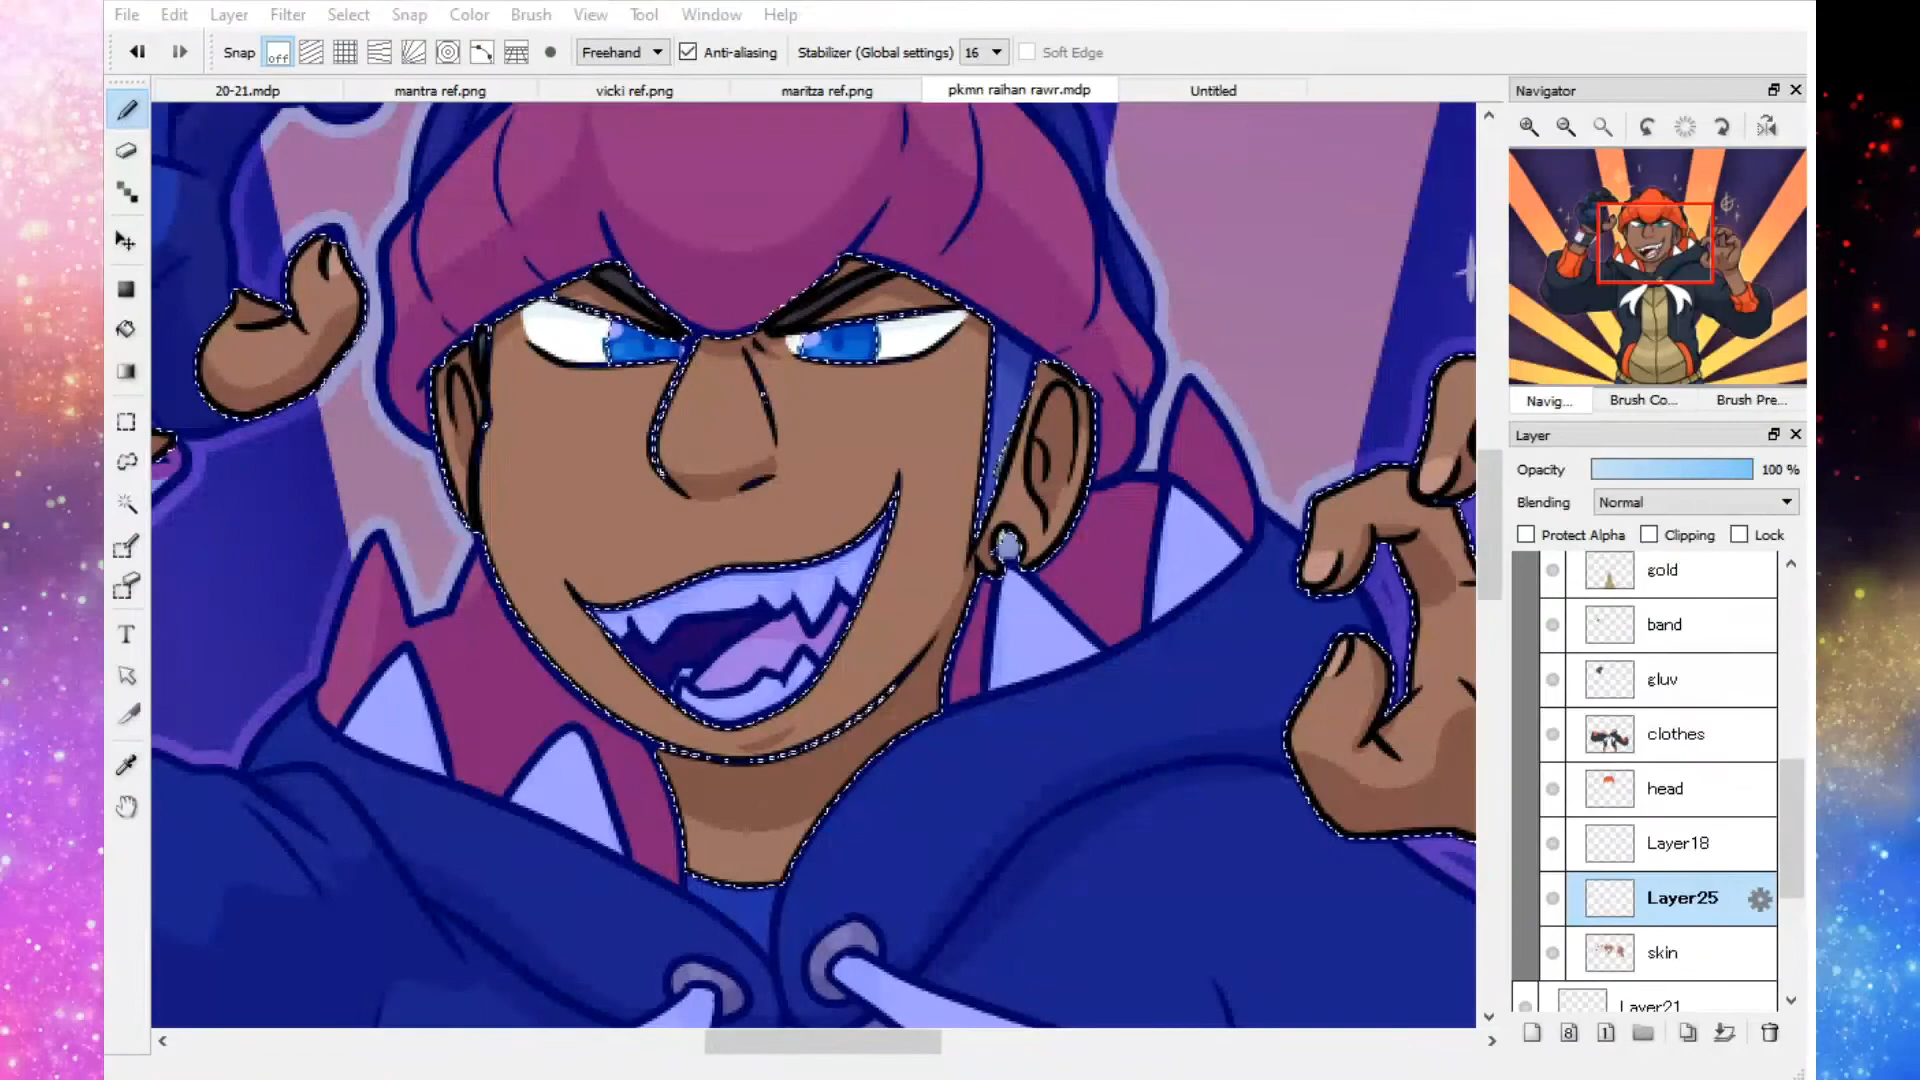 File Edit Layer Filter Select Snap Color Brush View Tool Window Help
Snap off Freehand Anti-aliasing Stabilizer (Global settings) 16 Soft Edge
20-21.mdp mantra ref.png vicki ref.png maritza ref.png pkmn raihan rawr.mdp Untitled
Navigator
Navig... Brush Co... Brush Pre...
Layer
Opacity 100 %
Blending Normal
Protect Alpha Clipping Lock
gold
band
gluv
clothes
head
Layer18
Layer25
skin
Layer21
T
8
1